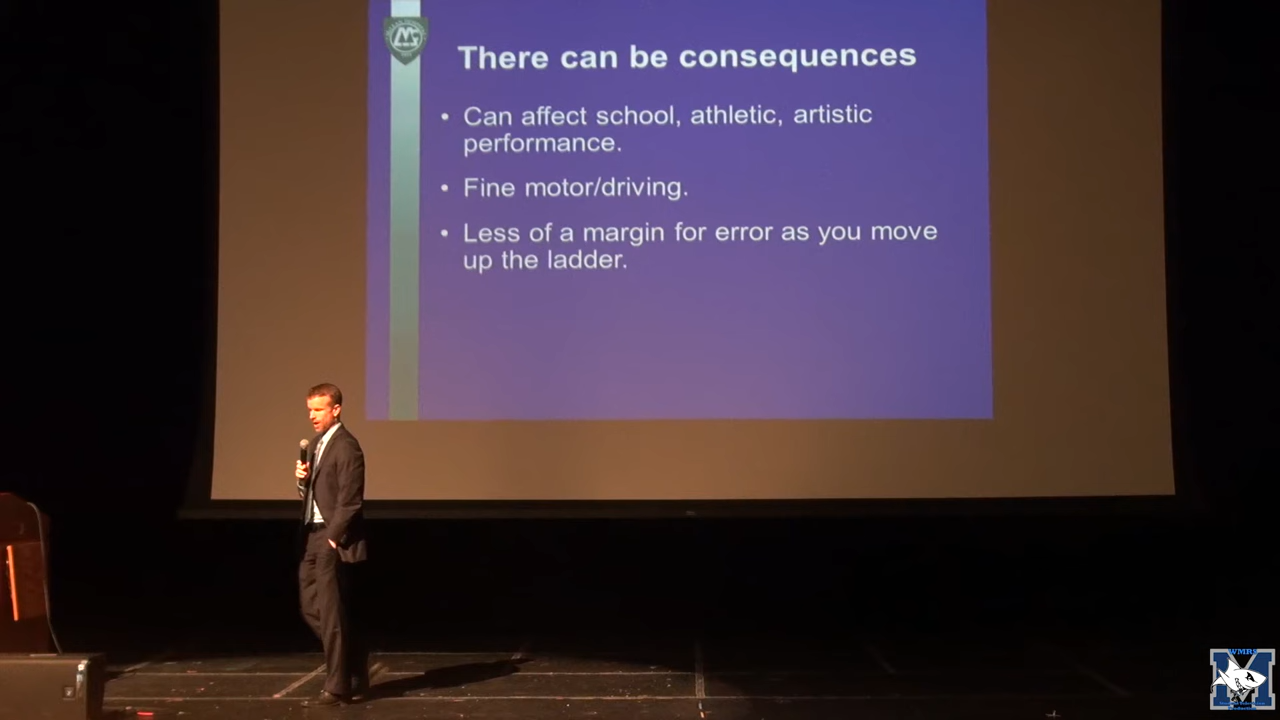 There can be consequences
• Can affect school, athletic, artistic
performance.
• Fine motor/driving.
• Less of a margin for error as you move
up the ladder.
WMRS